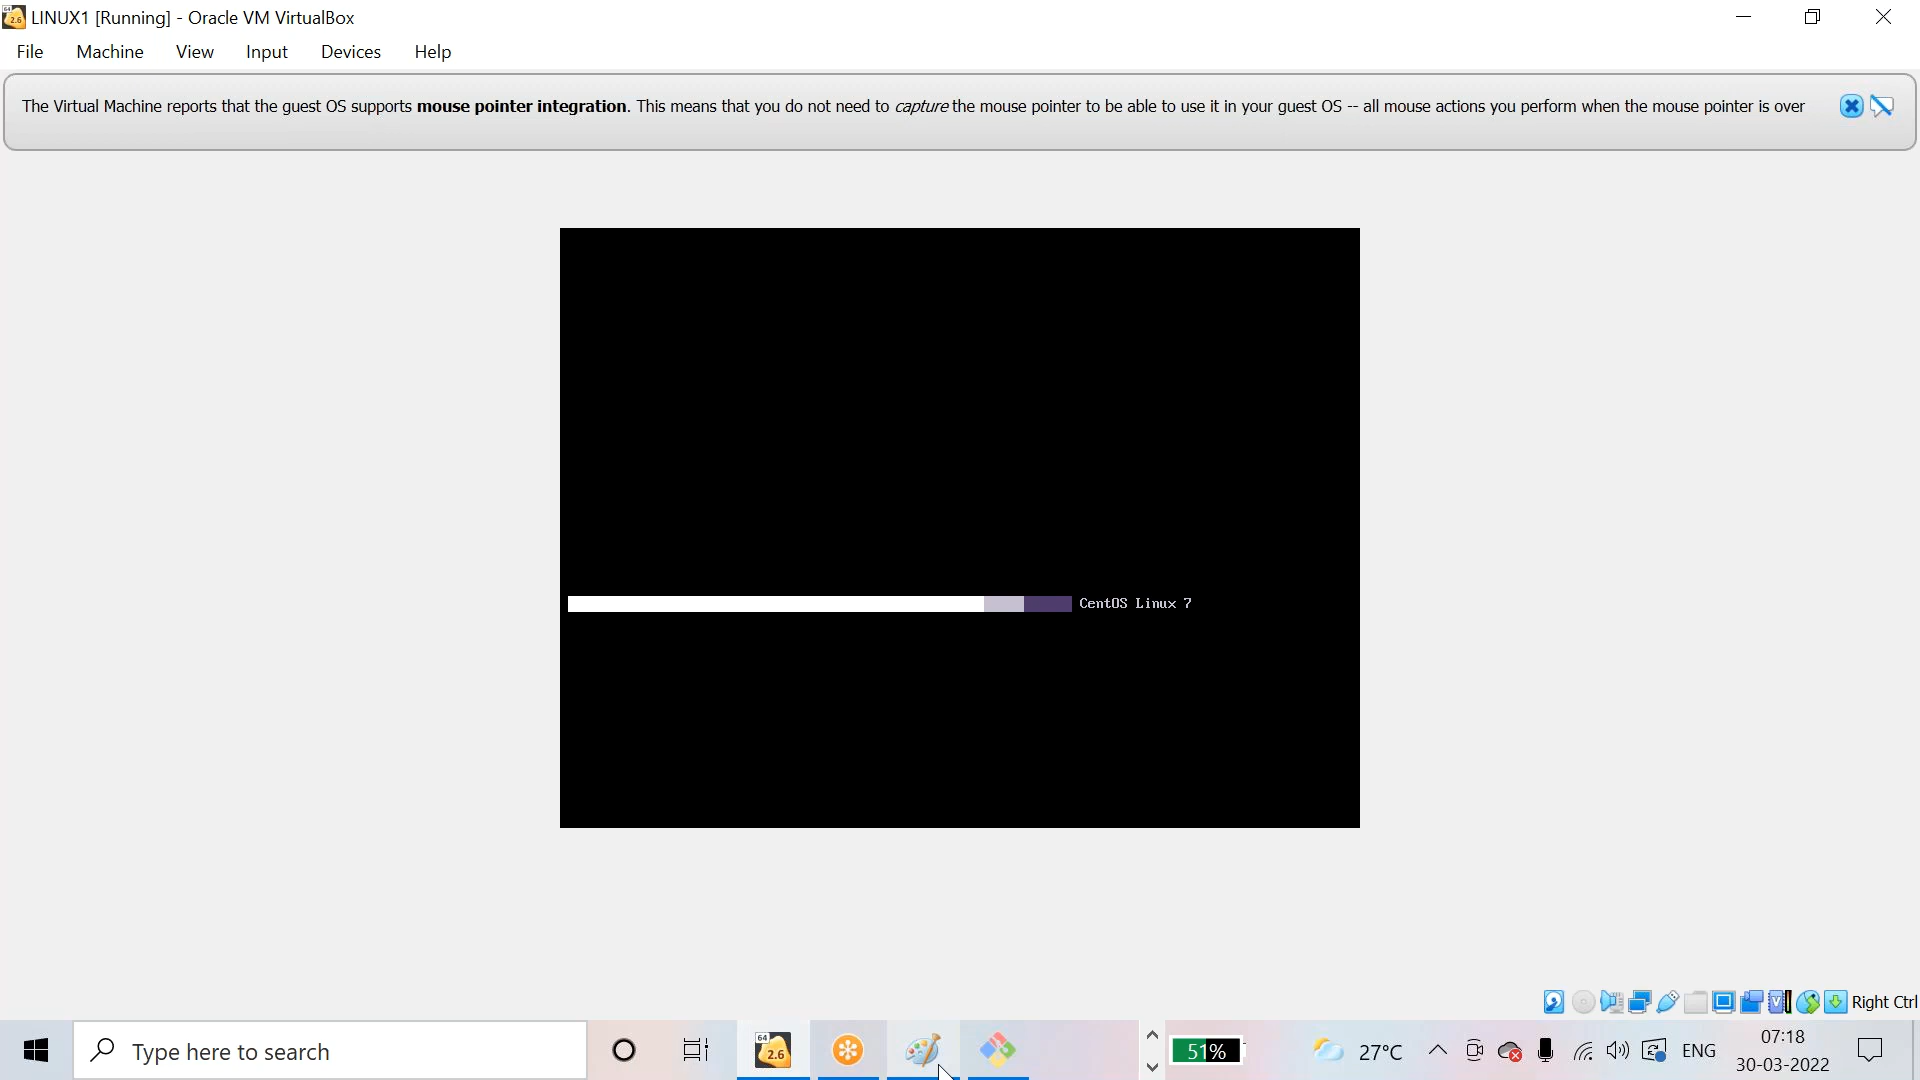 LINUX1 [Running] - Oracle VM VirtualBox
File Machine View Input Devices Help
The Virtual Machine reports that the guest OS supports mouse pointer integration. This means that you do not need to capture the mouse pointer to be able to use it in your guest OS -- all mouse actions you perform when the mouse pointer is over
CentOS Linux 7
Right Ctrl
Type here to search
64
2.6
51%
27°C
ENG
07:18
30-03-2022